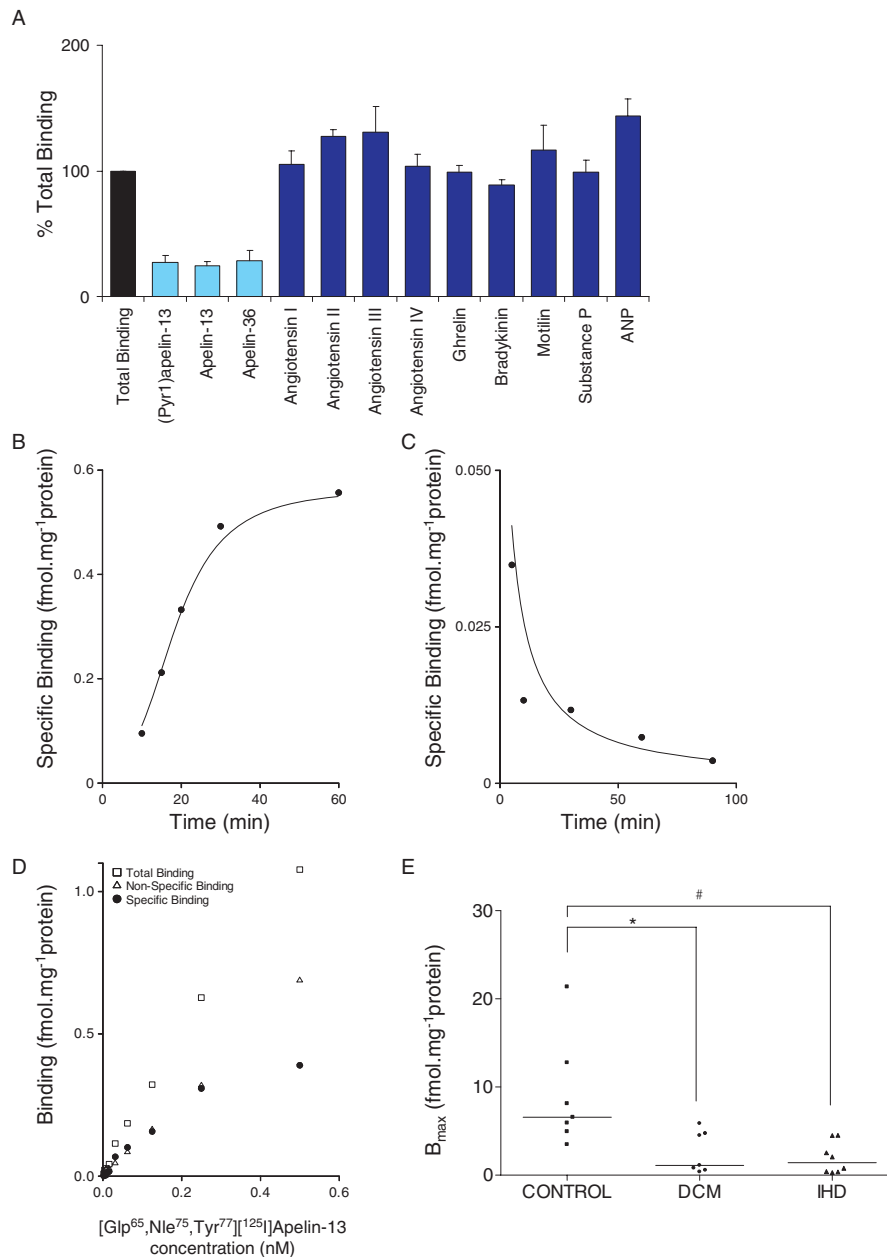 A
200
100
0
% Total Binding
Total Binding
(Pyr1)apelin-13
Apelin-13
Apelin-36
Angiotensin I
Angiotensin II
Angiotensin III
Angiotensin IV
Ghrelin
Bradykinin
Motilin
Substance P
ANP
B
0.6
0.4
0.2
0
Specific Binding (fmol.mg⁻¹protein)
0 20 40 60
Time (min)
C
0.050
0.025
0
Specific Binding (fmol.mg⁻¹protein)
0 50 100
Time (min)
D
Total Binding
Non-Specific Binding
Specific Binding
1.0
0.5
0.0
Binding (fmol.mg⁻¹protein)
0.0 0.2 0.4 0.6
[Glp⁶⁵,Nle⁷⁵,Tyr⁷⁷][¹²⁵I]Apelin-13
concentration (nM)
E
#
*
30
20
10
0
Bmax (fmol.mg⁻¹protein)
CONTROL DCM IHD